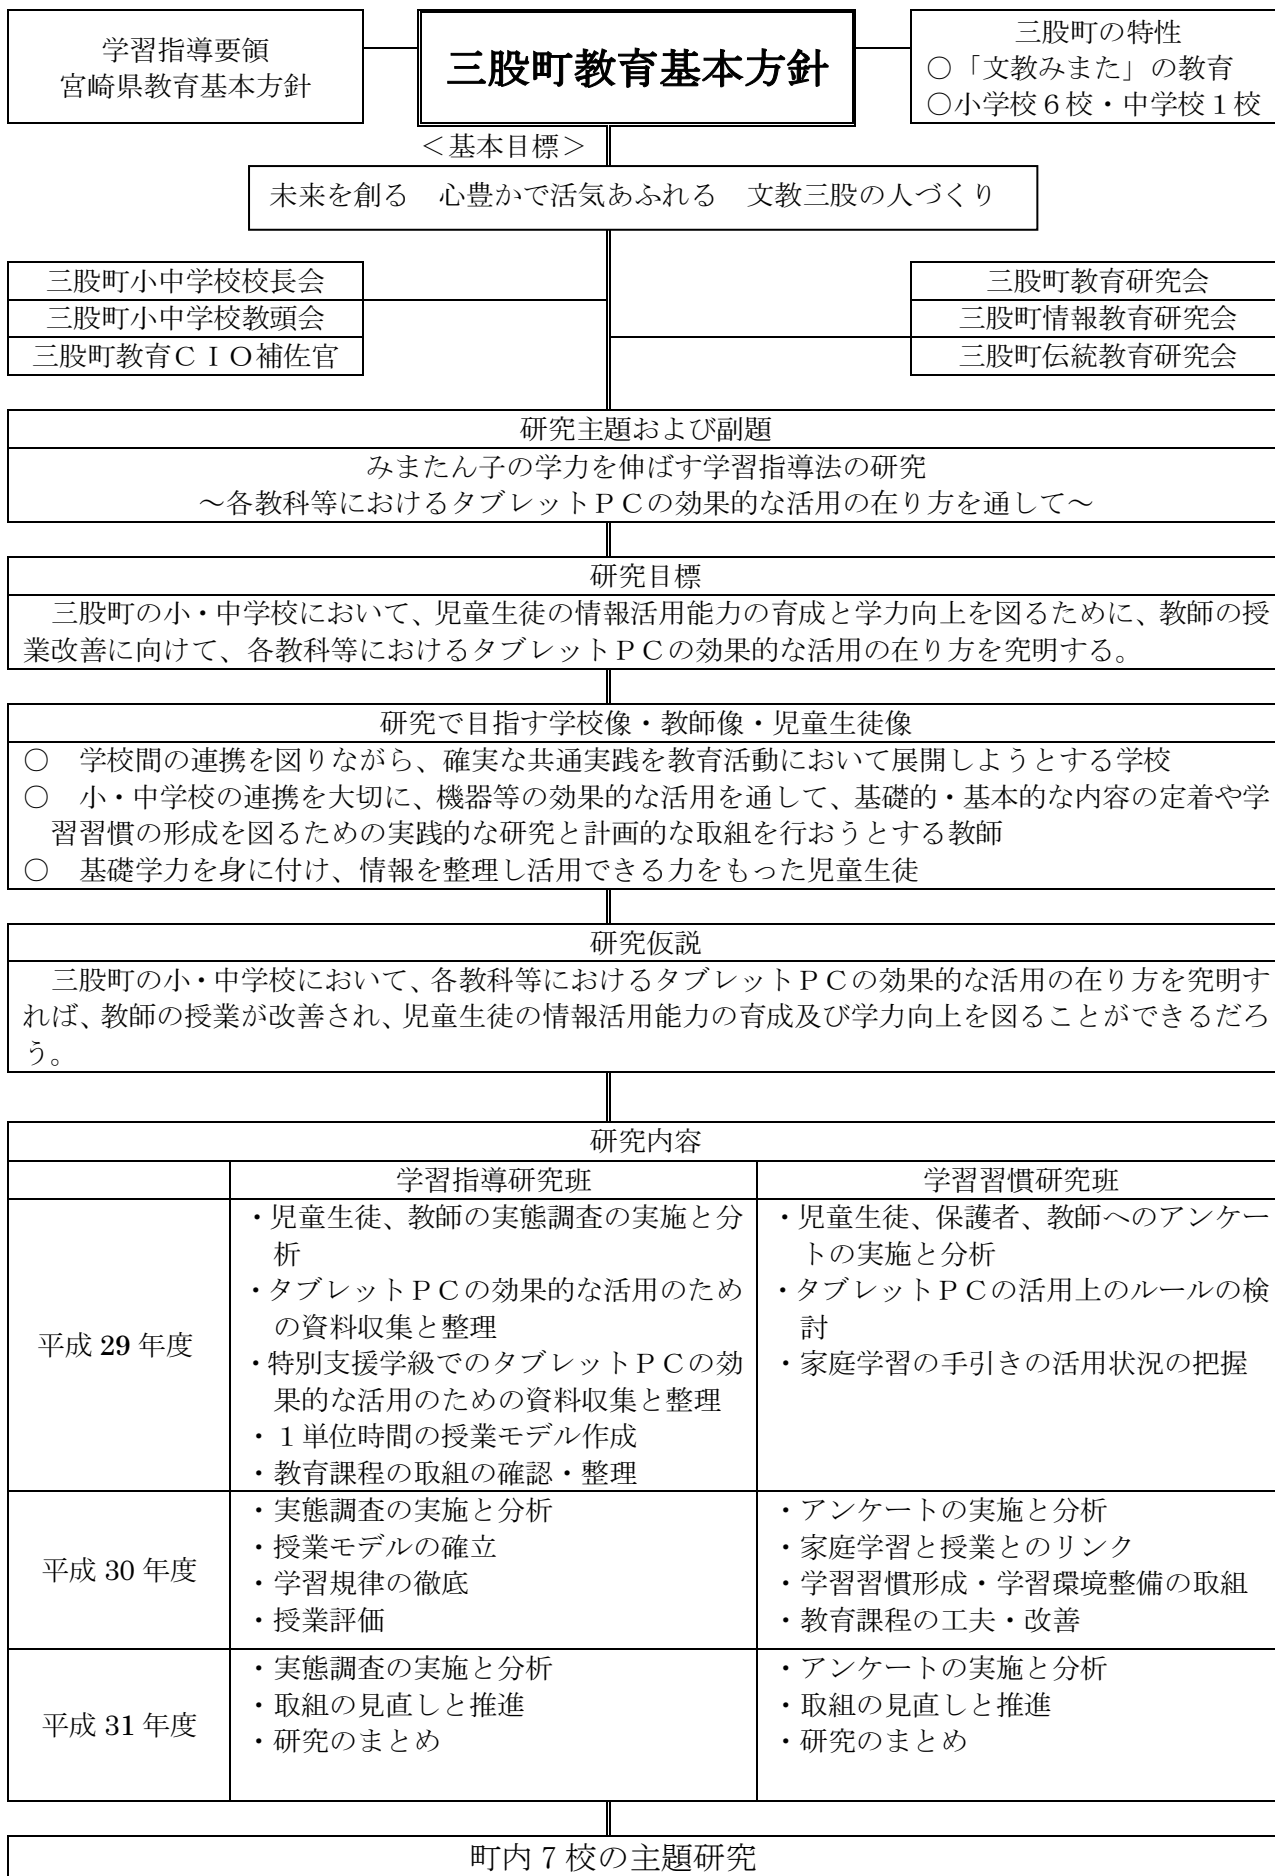 学習指導要領
宮崎県教育基本方針
三股町教育基本方針
三股町の特性
○「文教みまた」の教育
○小学校６校・中学校１校
＜基本目標＞
未来を創る　心豊かで活気あふれる　文教三股の人づくり
三股町小中学校校長会
三股町小中学校教頭会
三股町教育ＣＩＯ補佐官
三股町教育研究会
三股町情報教育研究会
三股町伝統教育研究会
研究主題および副題
みまたん子の学力を伸ばす学習指導法の研究
～各教科等におけるタブレットＰＣの効果的な活用の在り方を通して～
研究目標
三股町の小・中学校において、児童生徒の情報活用能力の育成と学力向上を図るために、教師の授
業改善に向けて、各教科等におけるタブレットＰＣの効果的な活用の在り方を究明する。
研究で目指す学校像・教師像・児童生徒像
○　学校間の連携を図りながら、確実な共通実践を教育活動において展開しようとする学校
○　小・中学校の連携を大切に、機器等の効果的な活用を通して、基礎的・基本的な内容の定着や学
習習慣の形成を図るための実践的な研究と計画的な取組を行おうとする教師
○　基礎学力を身に付け、情報を整理し活用できる力をもった児童生徒
研究仮説
三股町の小・中学校において、各教科等におけるタブレットＰＣの効果的な活用の在り方を究明す
れば、教師の授業が改善され、児童生徒の情報活用能力の育成及び学力向上を図ることができるだろ
う。
研究内容
学習指導研究班
学習習慣研究班
平成 29 年度
・児童生徒、教師の実態調査の実施と分
析
・タブレットＰＣの効果的な活用のため
の資料収集と整理
・特別支援学級でのタブレットＰＣの効
果的な活用のための資料収集と整理
・１単位時間の授業モデル作成
・教育課程の取組の確認・整理
・児童生徒、保護者、教師へのアンケー
トの実施と分析
・タブレットＰＣの活用上のルールの検
討
・家庭学習の手引きの活用状況の把握
平成 30 年度
・実態調査の実施と分析
・授業モデルの確立
・学習規律の徹底
・授業評価
・アンケートの実施と分析
・家庭学習と授業とのリンク
・学習習慣形成・学習環境整備の取組
・教育課程の工夫・改善
平成 31 年度
・実態調査の実施と分析
・取組の見直しと推進
・研究のまとめ
・アンケートの実施と分析
・取組の見直しと推進
・研究のまとめ
町内７校の主題研究